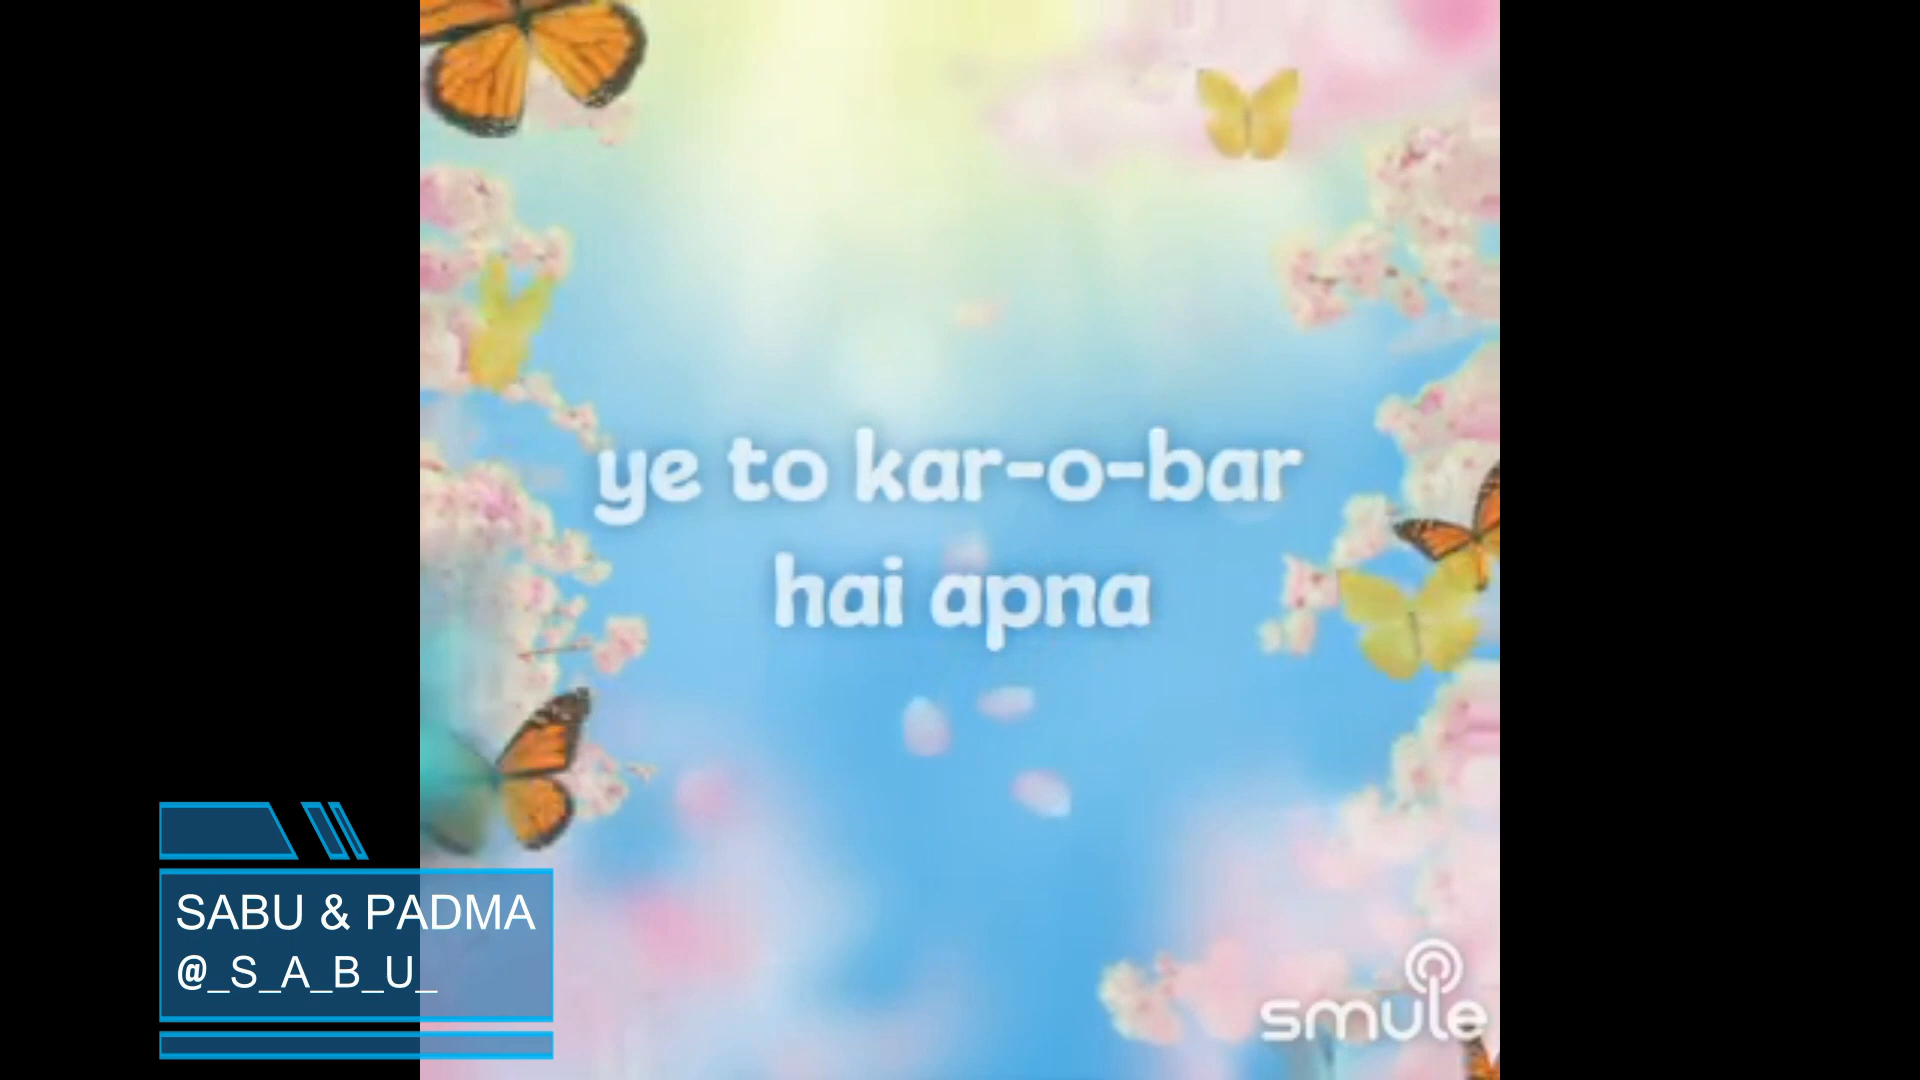 ye to kar-o-bar
hai apna
SABU & PADMA
@_S_A_B_U_
smule